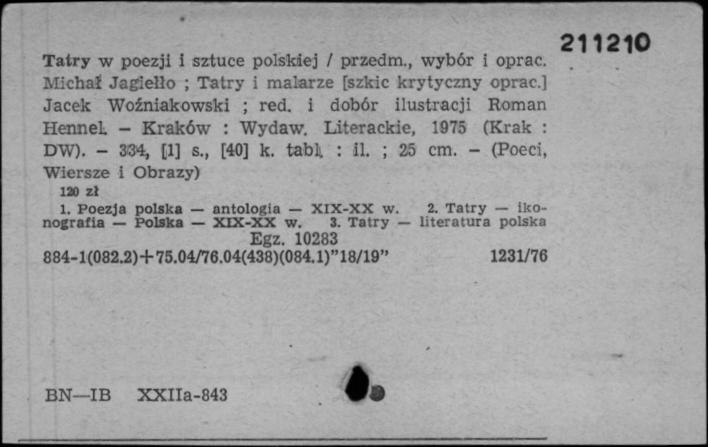 211210
Tatry w poezji i sztuce polskiej / przedm., wybór i oprac.
Michał Jagiełło ; Tatry i malarze [szkic krytyczny oprac.]
Jacek Woźniakowski ; red. i dobór ilustracji Roman
Hennel. — Kraków : Wydaw. Literackie, 1975 (Krak :
DW). — 334, [1] s., [40] k. tabl. : il. ; 25 cm. — (Poeci,
Wiersze i Obrazy)
120 zł
1. Poezja polska — antologia — XIX-XX w. 2. Tatry — iko-
nografia — Polska — XIX-XX w. 3. Tatry — literatura polska
Egz. 10283
884-1(082.2)+75.04/76.04(438)(084.1)"18/19" 1231/76
BN—IB XXIIa-843